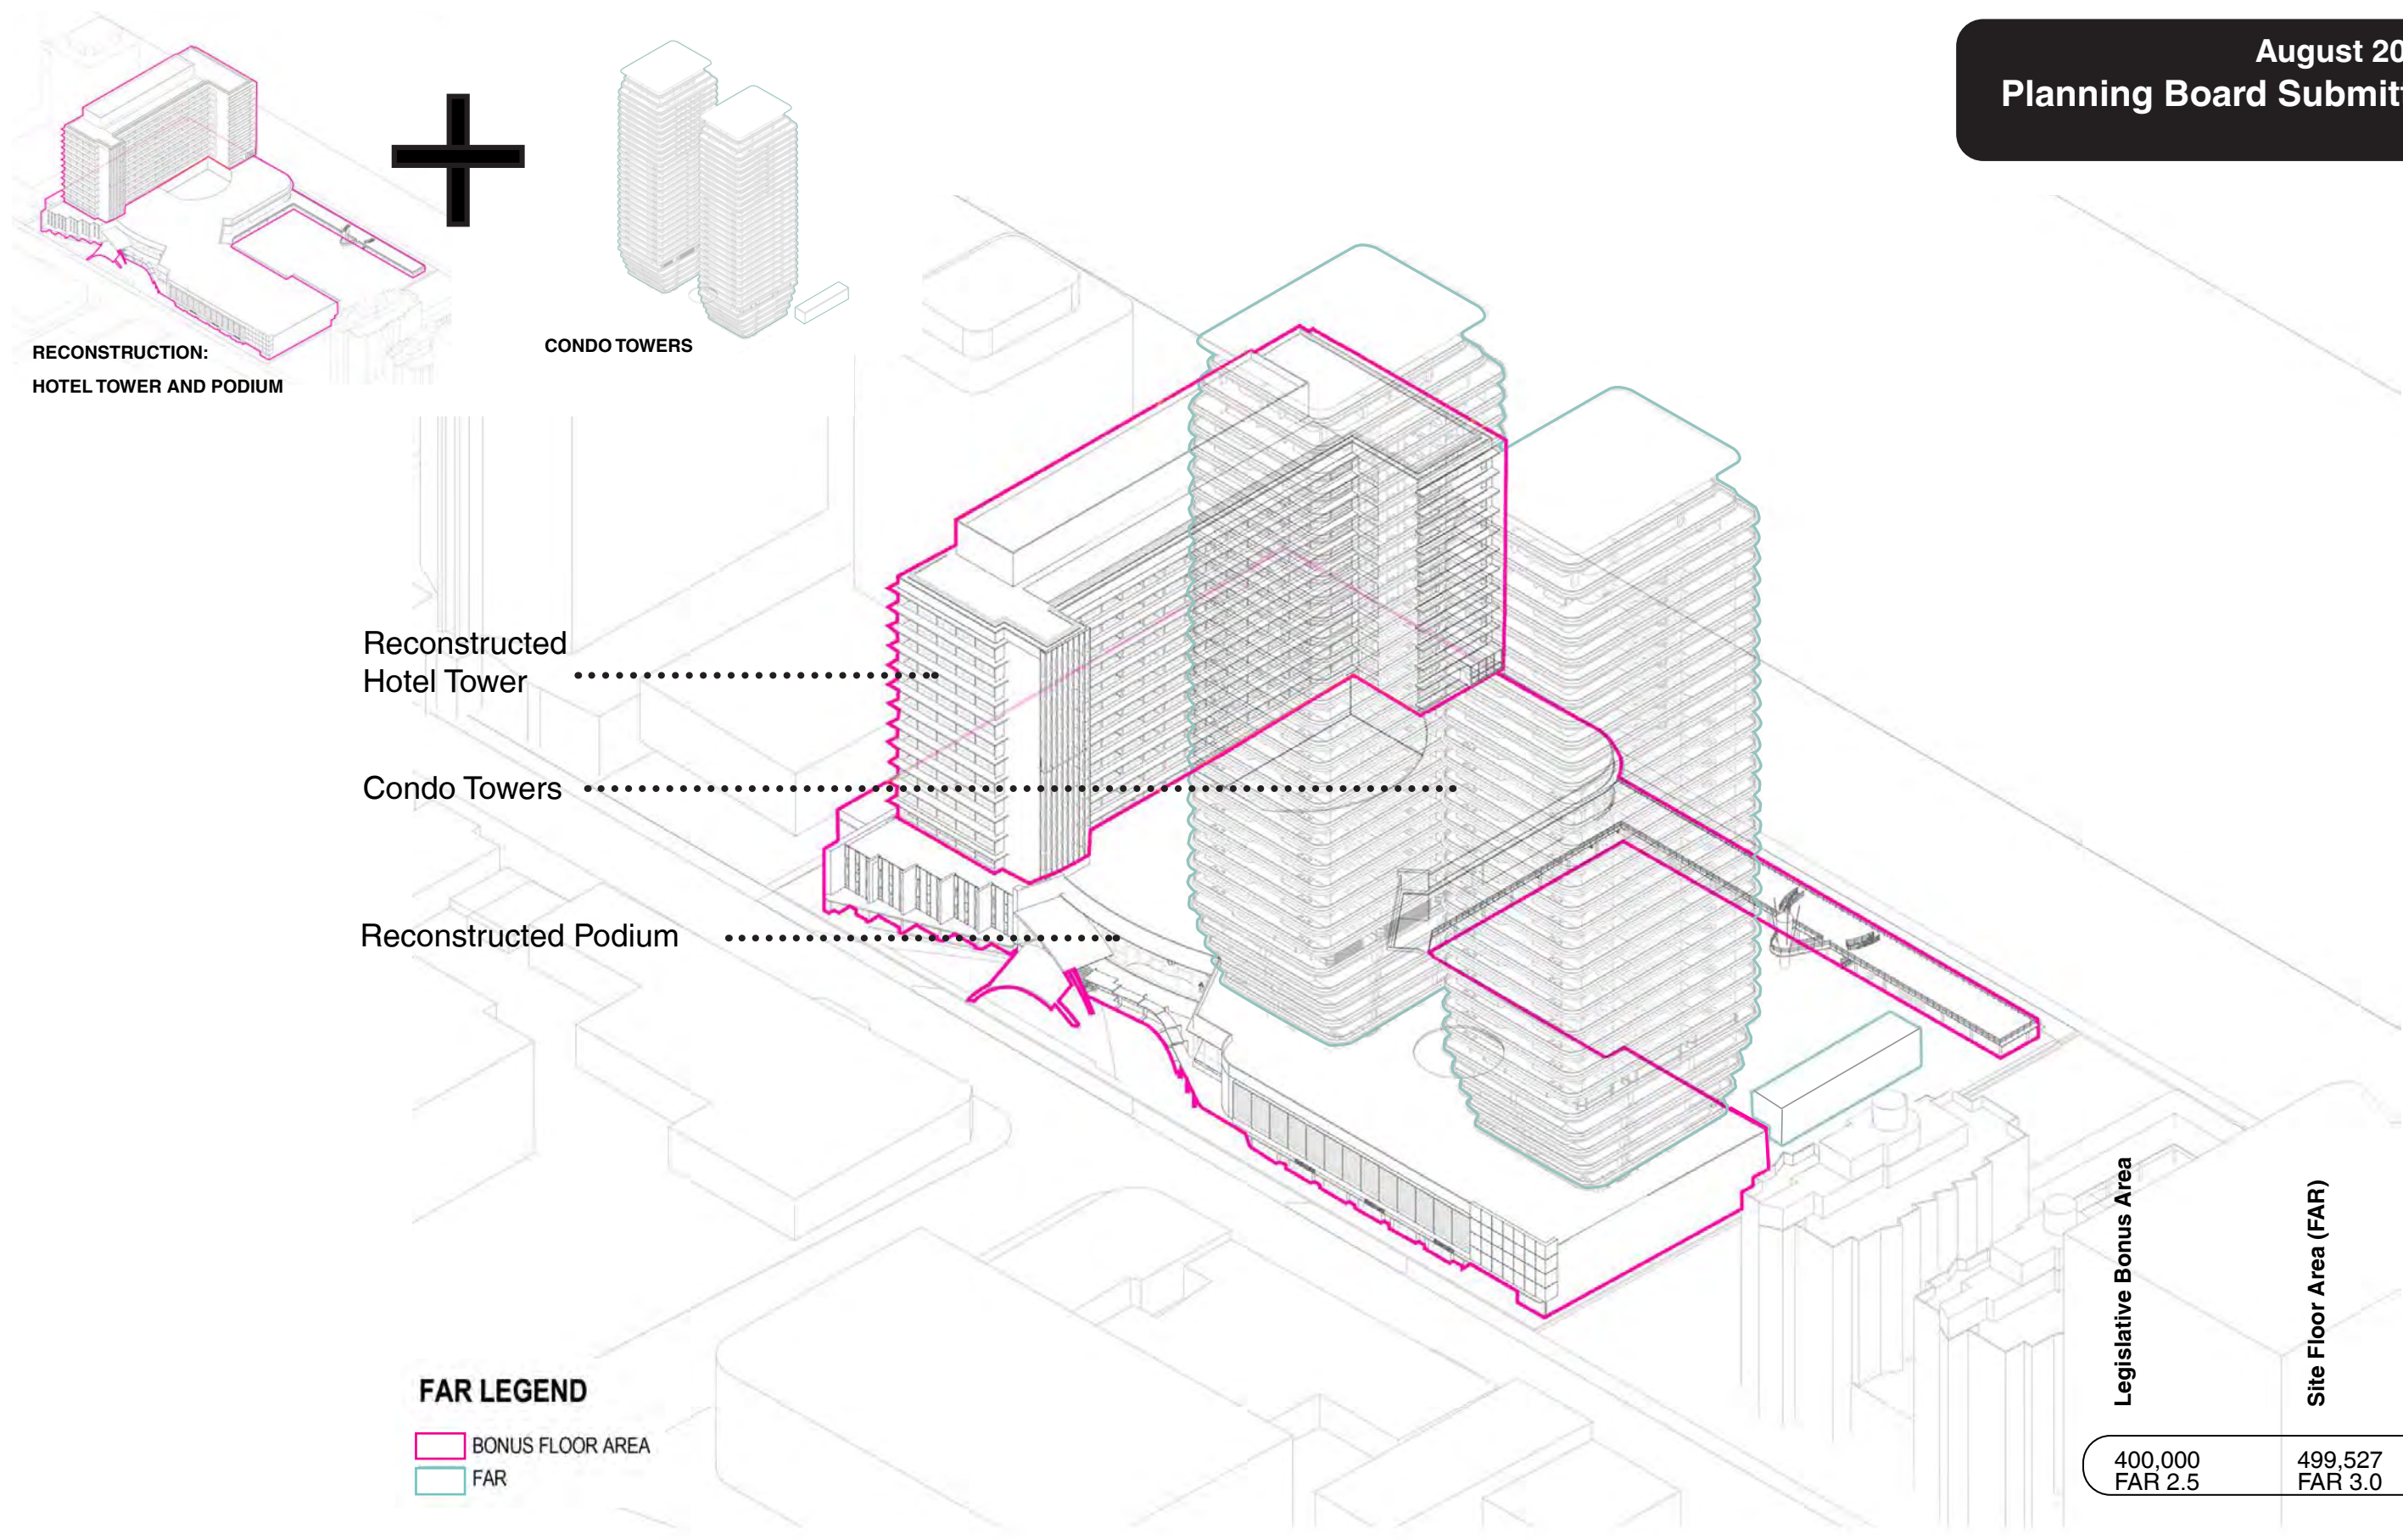 August 20
Planning Board Submitt
RECONSTRUCTION:
HOTEL TOWER AND PODIUM
CONDO TOWERS
Reconstructed
Hotel Tower
Condo Towers
Reconstructed Podium
FAR LEGEND
BONUS FLOOR AREA
FAR
Legislative Bonus Area
Site Floor Area (FAR)
400,000
FAR 2.5
499,527
FAR 3.0